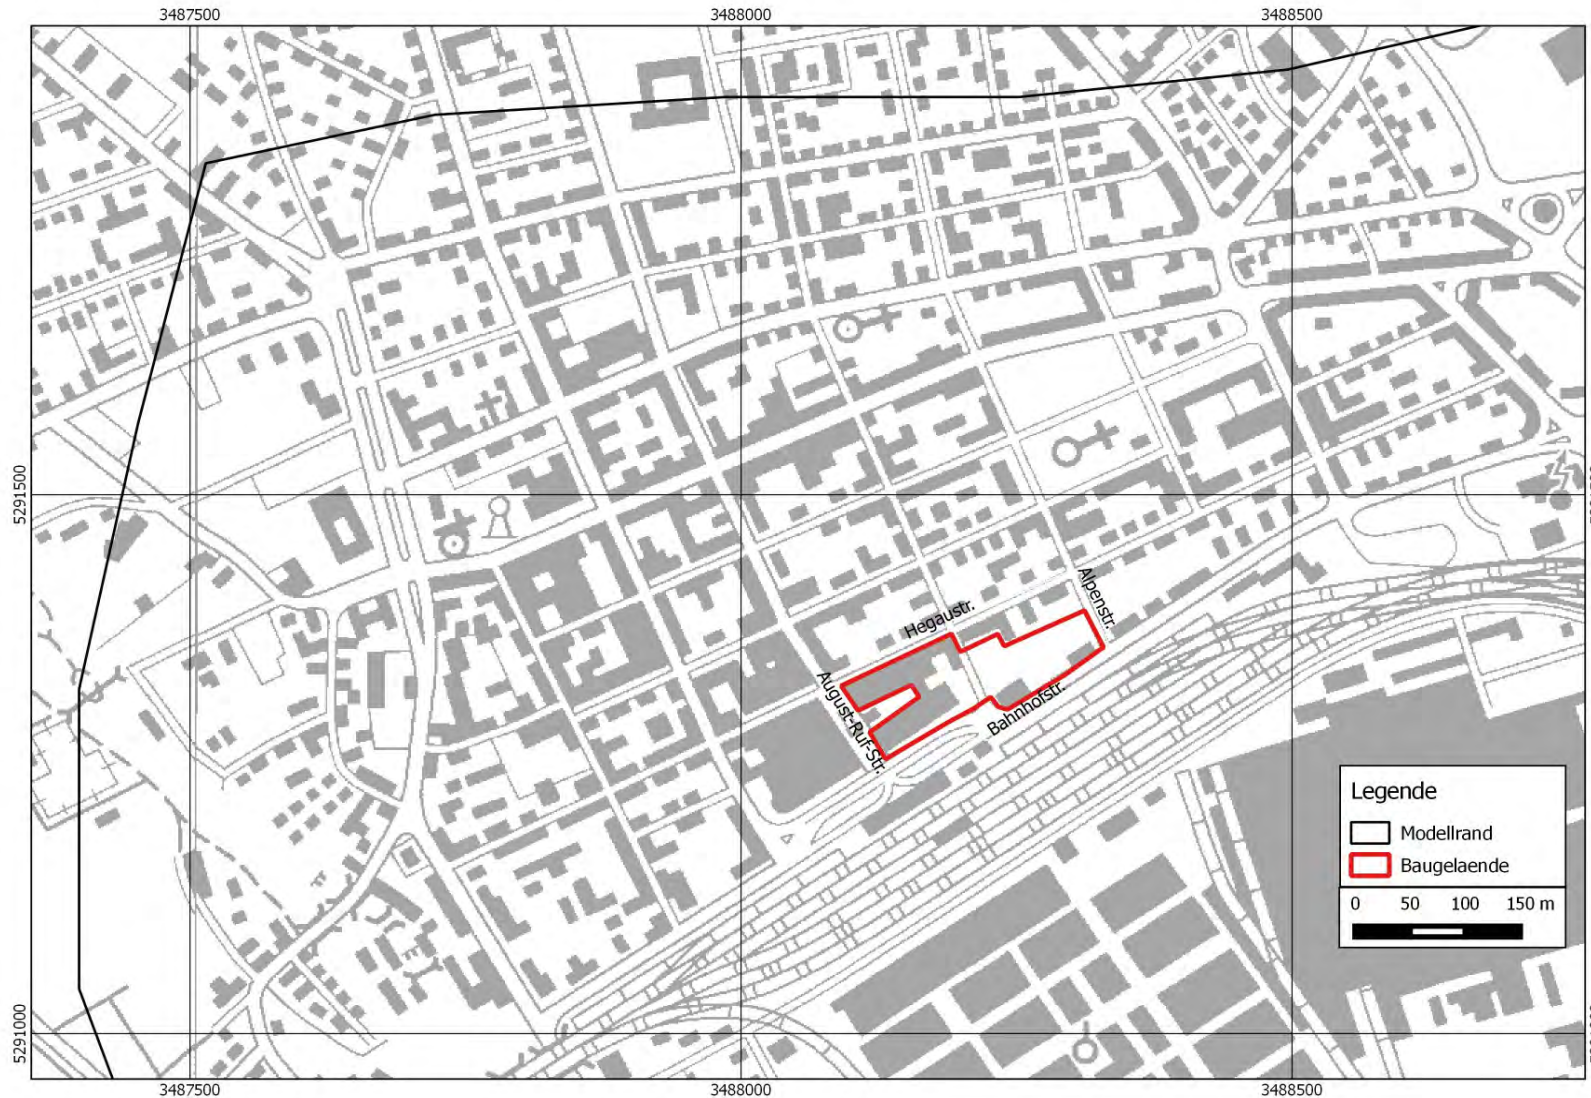 3487500 3488000 3488500
5291500
Alpenstr.
Hegaustr.
August-Ruf-Str.
Bahnhofstr.
Legende
Modellrand
Baugelaende
0 50 100 150 m
5291000
3487500 3488000 3488500